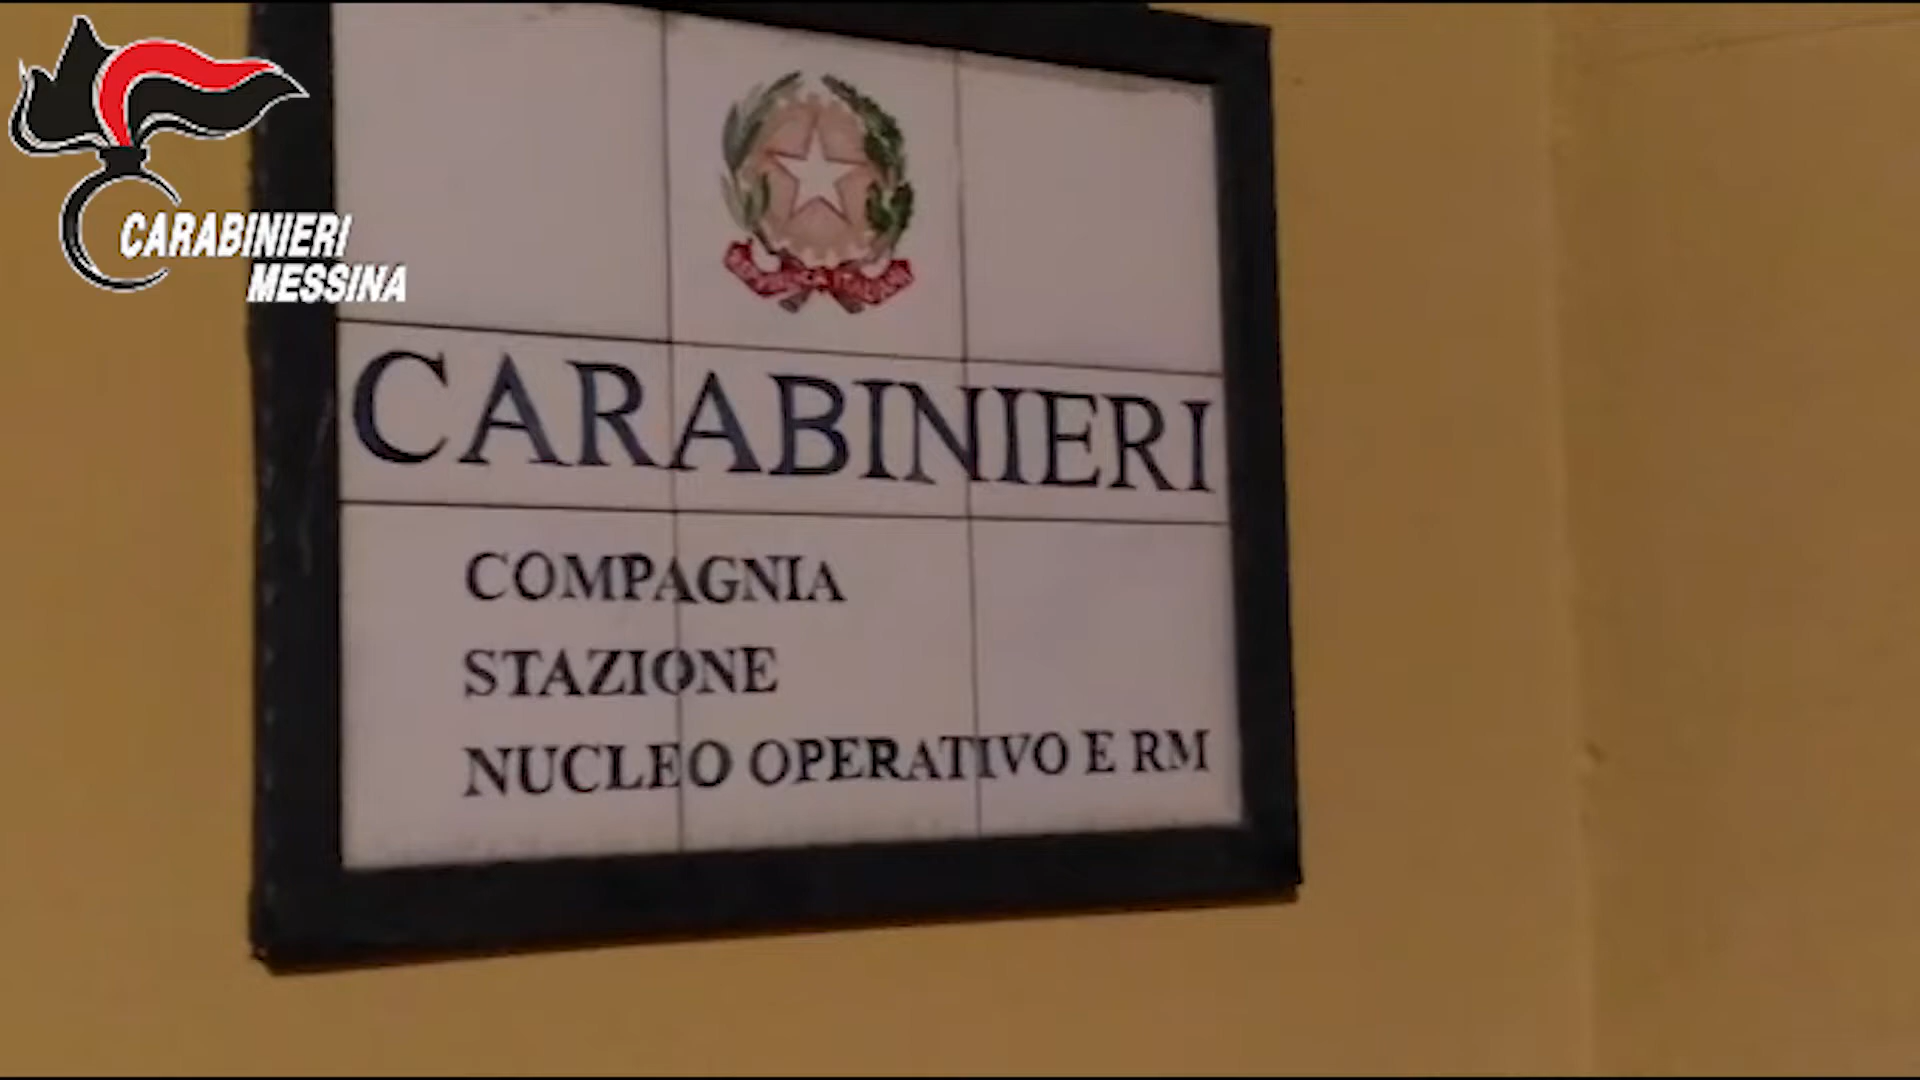 CARABINIERI
MESSINA
CARABINIERI
COMPAGNIA
STAZIONE
NUCLEO OPERATIVO E RM